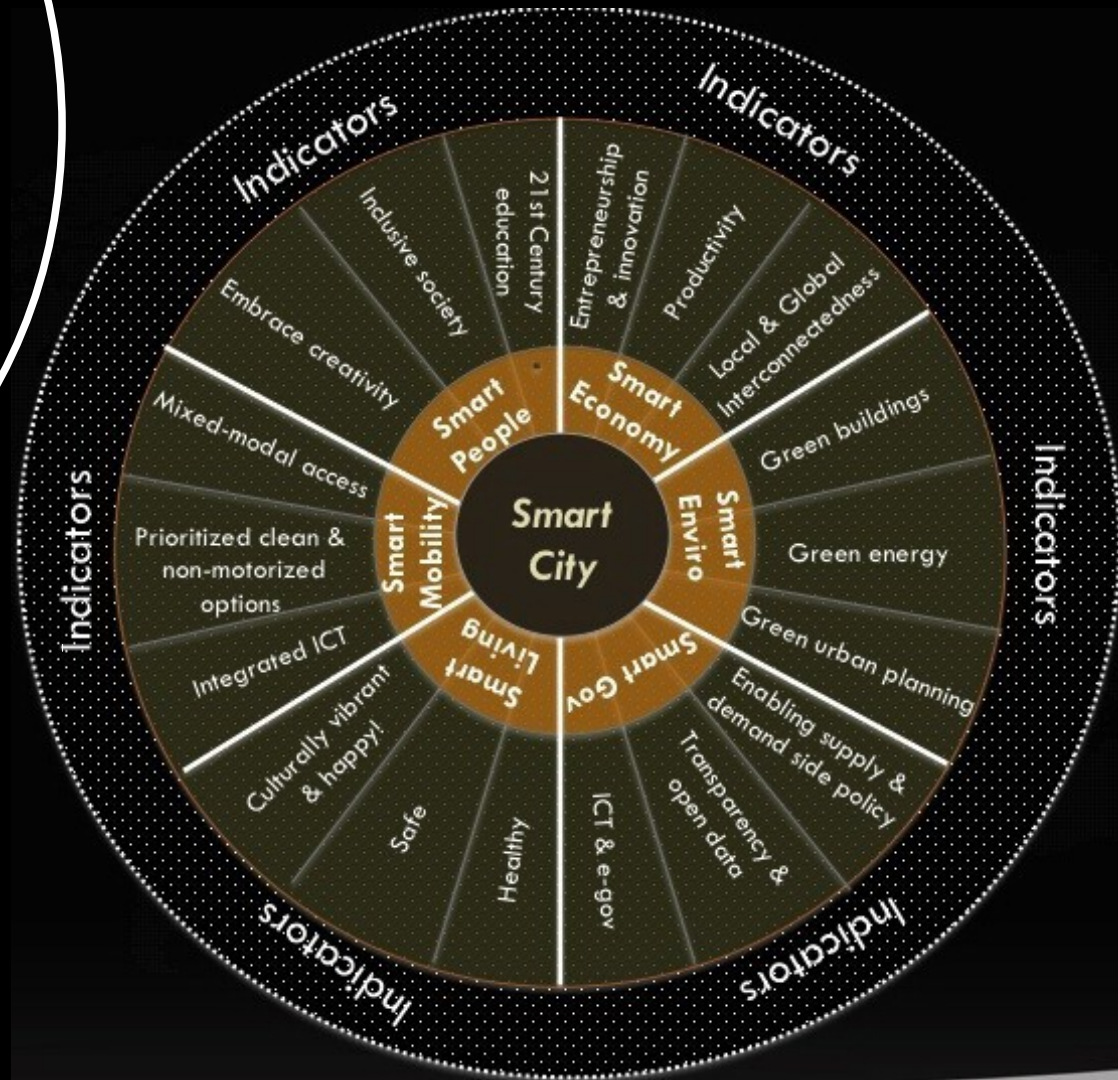 Smart
City
Smart
Economy
Smart
Enviro
Smart Gov
Smart
Living
Smart
Mobility
Smart
People
Entrepreneurship
& innovation
Productivity
Local & Global
Interconnectedness
Green buildings
Green energy
Green urban planning
Enabling supply &
demand side policy
Transparency &
open data
ICT & e-gov
Healthy
Safe
Culturally vibrant
& happy!
Integrated ICT
Prioritized clean &
non-motorized
options
Mixed-modal access
Embrace creativity
Inclusive society
21st Century
education
Indicators
Indicators
Indicators
Indicators
Indicators
Indicators